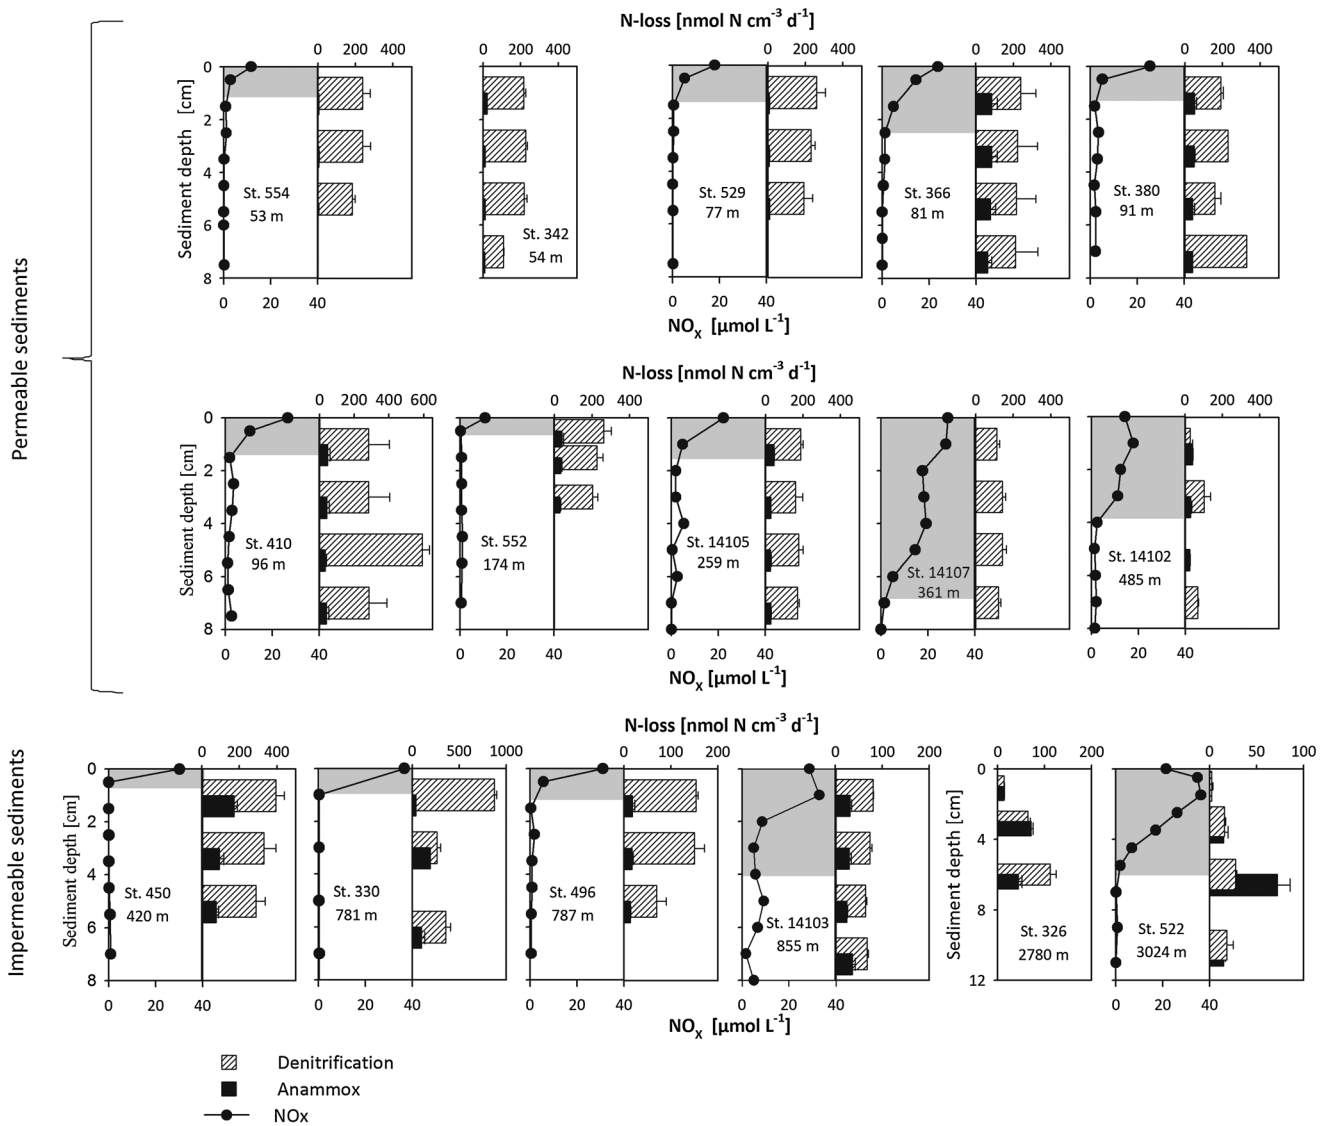 N-loss [nmol N cm⁻³ d⁻¹]
0 200 400 0 200 400 0 200 400 0 200 400 0 200 400
Sediment depth [cm]
0
2
4
6
8
St. 554
53 m
St. 342
54 m
St. 529
77 m
St. 366
81 m
St. 380
91 m
0 20 40 0 20 40 0 20 40 0 20 40
NOX [µmol L⁻¹]
Permeable sediments
N-loss [nmol N cm⁻³ d⁻¹]
0 200 400 600 0 200 400 0 200 400 0 200 400 0 200 400
Sediment depth [cm]
0
2
4
6
8
St. 410
96 m
St. 552
174 m
St. 14105
259 m
St. 14107
361 m
St. 14102
485 m
0 20 40 0 20 40 0 20 40 0 20 40 0 20 40
NOX [µmol L⁻¹]
Impermeable sediments
N-loss [nmol N cm⁻³ d⁻¹]
0 200 400 0 500 1000 0 100 200 0 100 200 0 100 200 0 50 100
Sediment depth [cm]
0
2
4
6
8
St. 450
420 m
St. 330
781 m
St. 496
787 m
St. 14103
855 m
Sediment depth [cm]
0
4
8
12
St. 326
2780 m
St. 522
3024 m
0 20 40 0 20 40 0 20 40 0 20 40 0 20 40
NOX [µmol L⁻¹]
Denitrification
Anammox
NOx